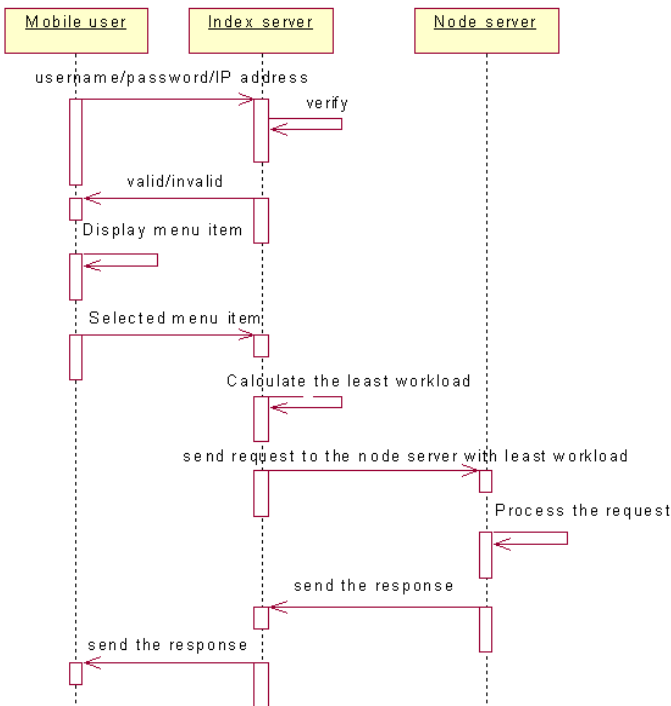 Mobile user
Index server
Node server
username/password/IP address
verify
valid/invalid
Display menu item
Selected menu item
Calculate the least workload
send request to the node server with least workload
Process the request
send the response
send the response